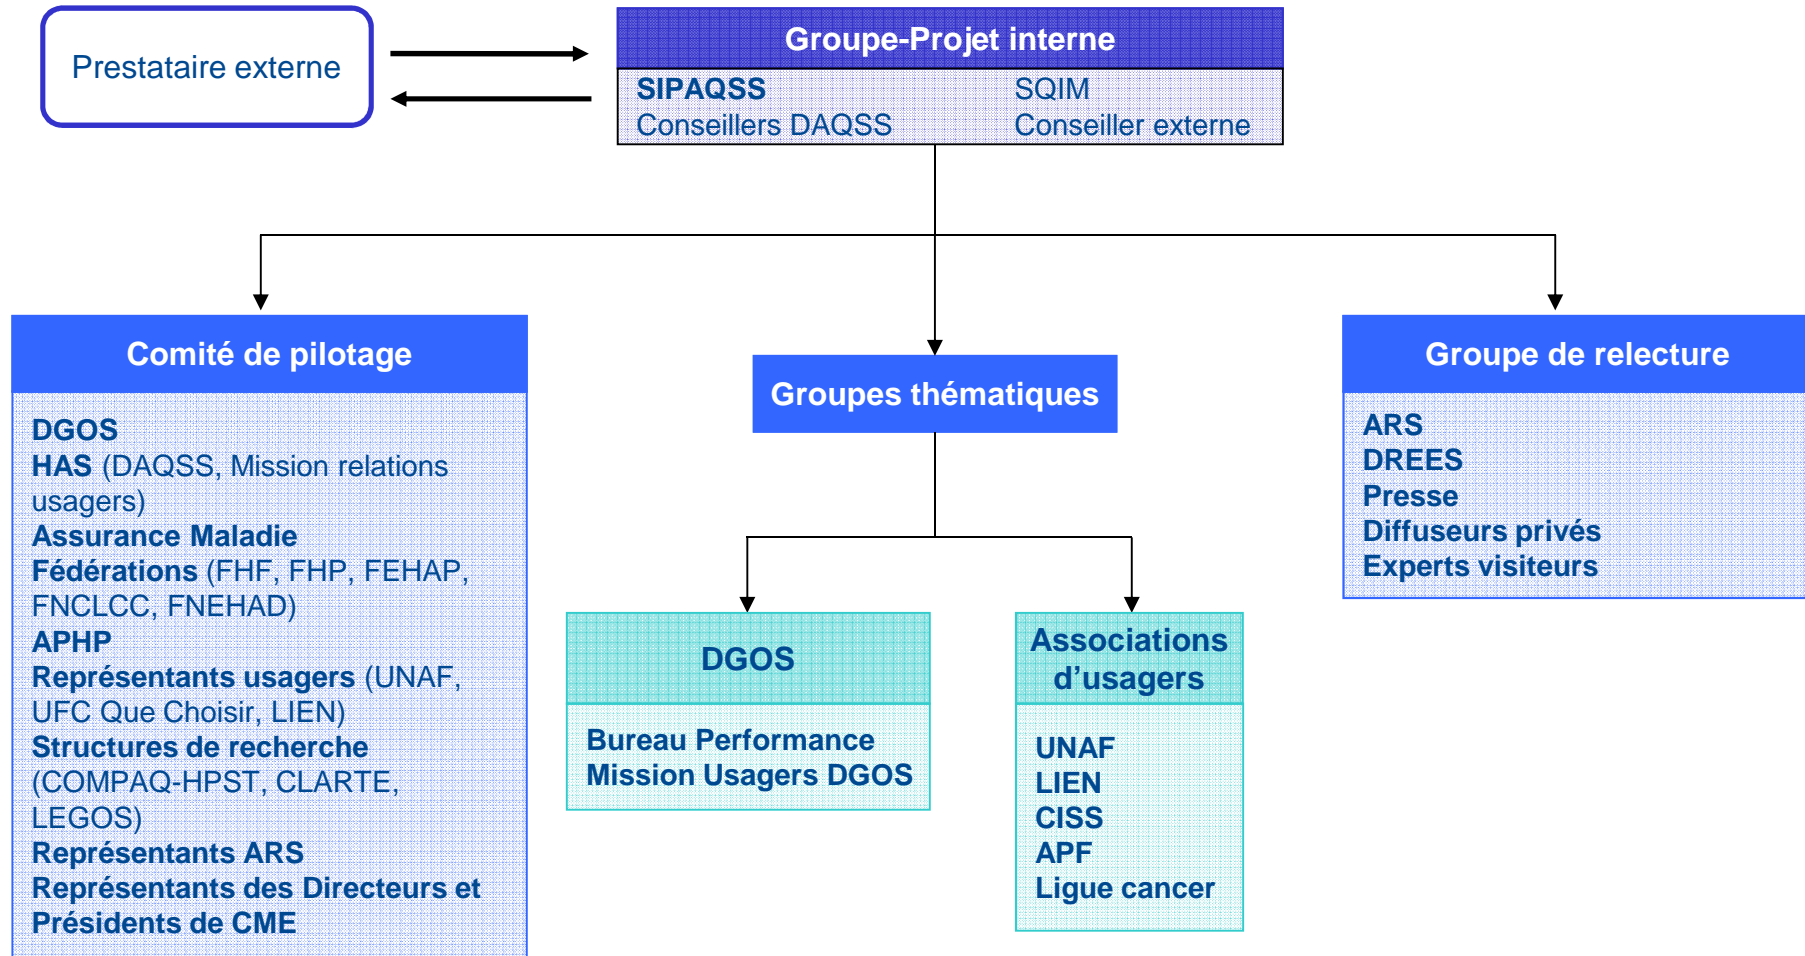 Prestataire externe
Groupe-Projet interne
SIPAQSS
SQIM
Conseillers DAQSS
Conseiller externe
Comité de pilotage
DGOS
HAS (DAQSS, Mission relations
usagers)
Assurance Maladie
Fédérations (FHF, FHP, FEHAP,
FNCLCC, FNEHAD)
APHP
Représentants usagers (UNAF,
UFC Que Choisir, LIEN)
Structures de recherche
(COMPAQ-HPST, CLARTE,
LEGOS)
Représentants ARS
Représentants des Directeurs et
Présidents de CME
Groupes thématiques
DGOS
Bureau Performance
Mission Usagers DGOS
Associations
d’usagers
UNAF
LIEN
CISS
APF
Ligue cancer
Groupe de relecture
ARS
DREES
Presse
Diffuseurs privés
Experts visiteurs